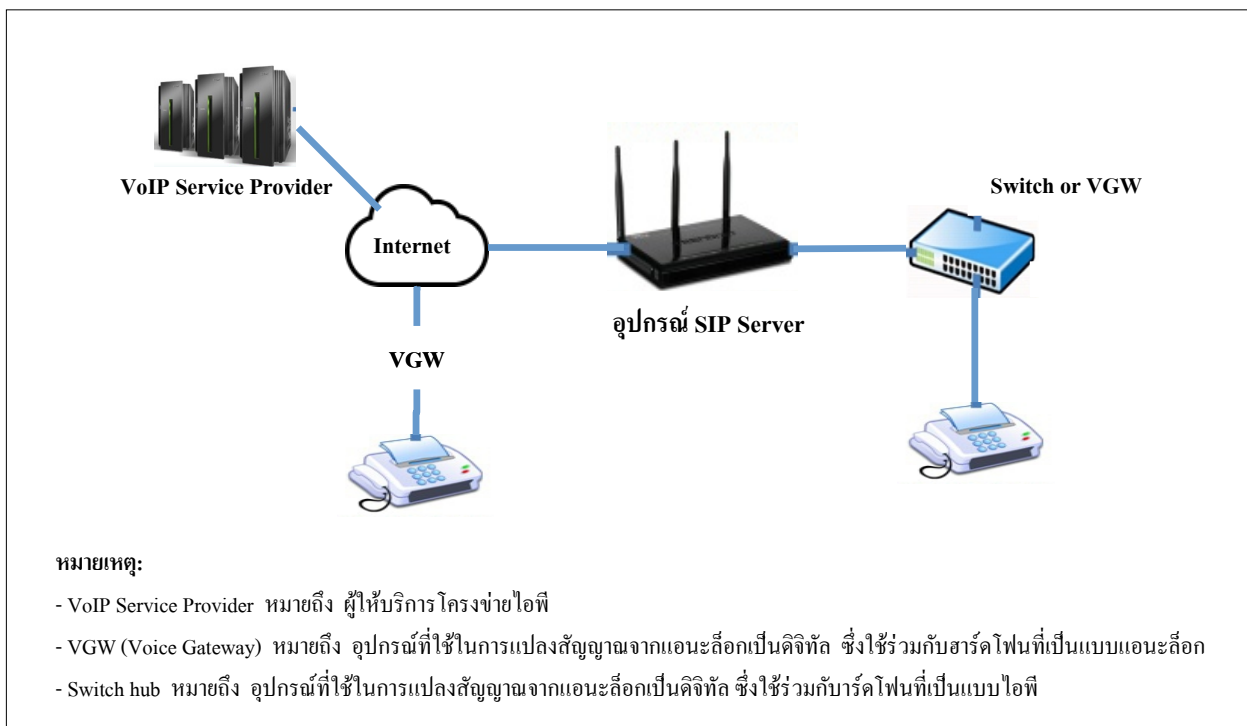 VoIP Service Provider
Switch or VGW
Internet
อุปกรณ์ SIP Server
VGW
หมายเหตุ:
- VoIP Service Provider หมายถึง ผู้ให้บริการโครงข่ายไอพี
- VGW (Voice Gateway) หมายถึง อุปกรณ์ที่ใช้ในการแปลงสัญญาณจากแอนะล็อกเป็นดิจิทัล ซึ่งใช้ร่วมกับฮาร์ดโฟนที่เป็นแบบแอนะล็อก
- Switch hub หมายถึง อุปกรณ์ที่ใช้ในการแปลงสัญญาณจากแอนะล็อกเป็นดิจิทัล ซึ่งใช้ร่วมกับาร์ดโฟนที่เป็นแบบไอพี